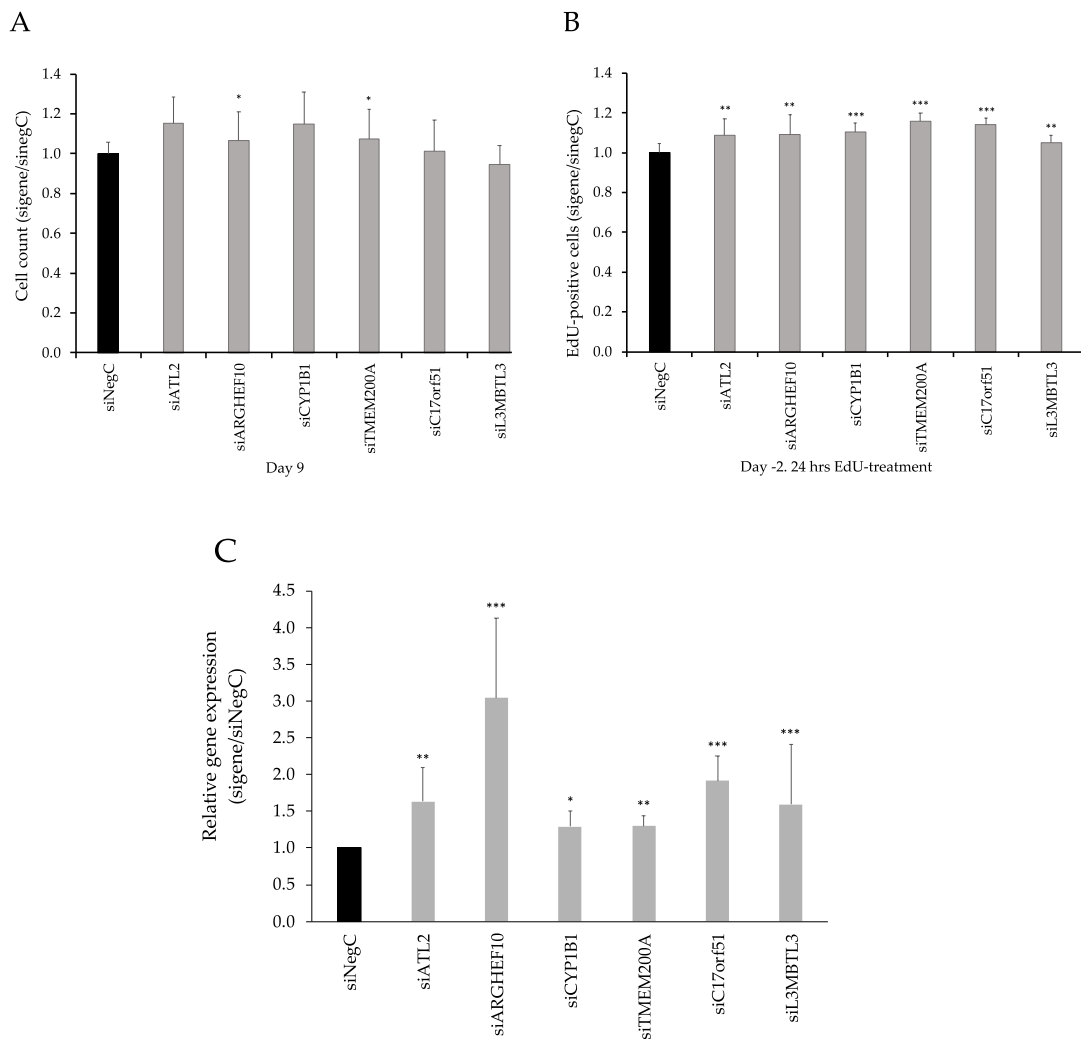 A
Cell count (sigene/sinegC)
1.4
1.2
1.0
0.8
0.6
0.4
0.2
0.0
*
*
siNegC
siATL2
siARGHEF10
siCYP1B1
siTMEM200A
siC17orf51
siL3MBTL3
Day 9
B
EdU-positive cells (sigene/sinegC)
1.4
1.2
1.0
0.8
0.6
0.4
0.2
0.0
**
**
***
***
***
**
siNegC
siATL2
siARGHEF10
siCYP1B1
siTMEM200A
siC17orf51
siL3MBTL3
Day -2. 24 hrs EdU-treatment
C
Relative gene expression
(sigene/siNegC)
4.5
4.0
3.5
3.0
2.5
2.0
1.5
1.0
0.5
0.0
**
***
*
**
***
***
siNegC
siATL2
siARGHEF10
siCYP1B1
siTMEM200A
siC17orf51
siL3MBTL3